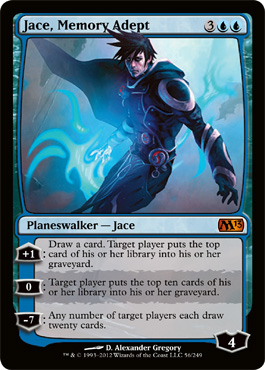 Jace, Memory Adept 3
Planeswalker — Jace M13
+1 Draw a card. Target player puts the top
card of his or her library into his or her
graveyard.
0 Target player puts the top ten cards of his
or her library into his or her graveyard.
-7 Any number of target players each draw
twenty cards.
D. Alexander Gregory 4
™ & © 1993–2012 Wizards of the Coast LLC 56/249